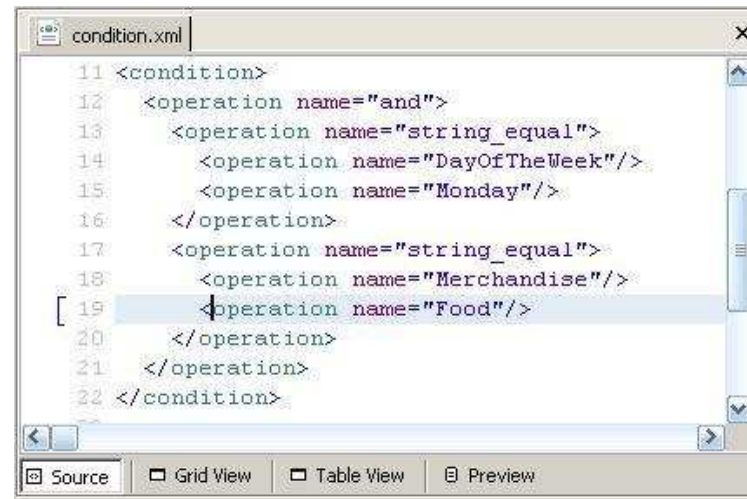 condition.xml
11 <condition>
12   <operation name="and">
13     <operation name="string_equal">
14       <operation name="DayOfTheWeek"/>
15       <operation name="Monday"/>
16     </operation>
17     <operation name="string_equal">
18       <operation name="Merchandise"/>
19       <operation name="Food"/>
20     </operation>
21   </operation>
22 </condition>
Source Grid View Table View Preview